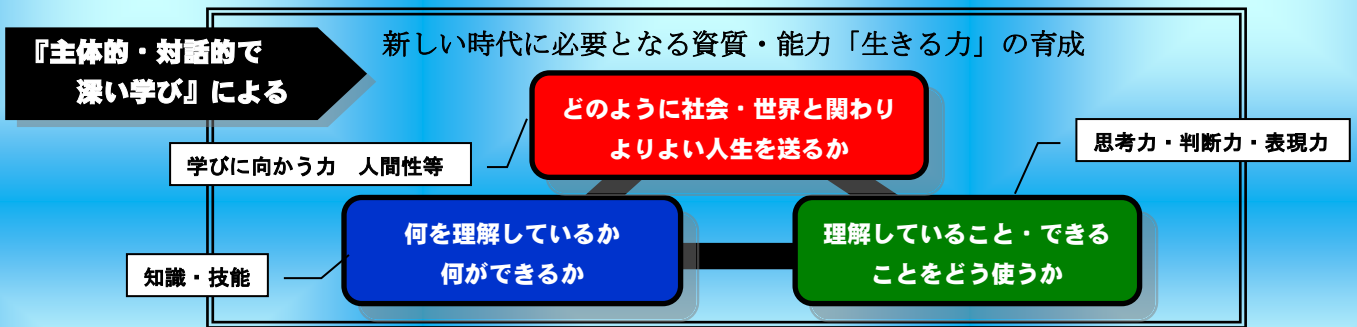 『主体的・対話的で
深い学び』による
新しい時代に必要となる資質・能力「生きる力」の育成
どのように社会・世界と関わり
よりよい人生を送るか
学びに向かう力　人間性等
思考力・判断力・表現力
何を理解しているか
何ができるか
理解していること・できる
ことをどう使うか
知識・技能